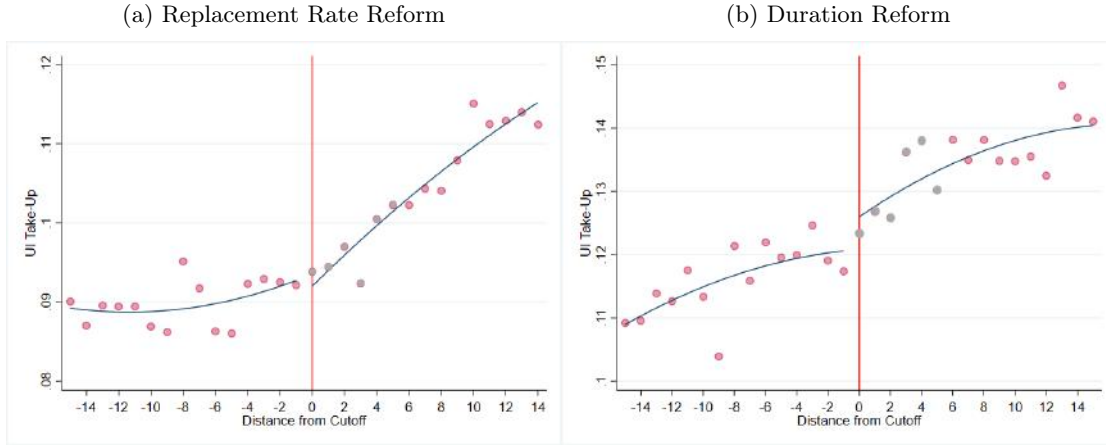 (a) Replacement Rate Reform
(b) Duration Reform
.12
.11
.1
.09
.08
UI Take-Up
-14 -12 -10 -8 -6 -4 -2 0 2 4 6 8 10 12 14
Distance from Cutoff
.15
.14
.13
.12
.11
.1
UI Take-Up
-14 -12 -10 -8 -6 -4 -2 0 2 4 6 8 10 12 14
Distance from Cutoff